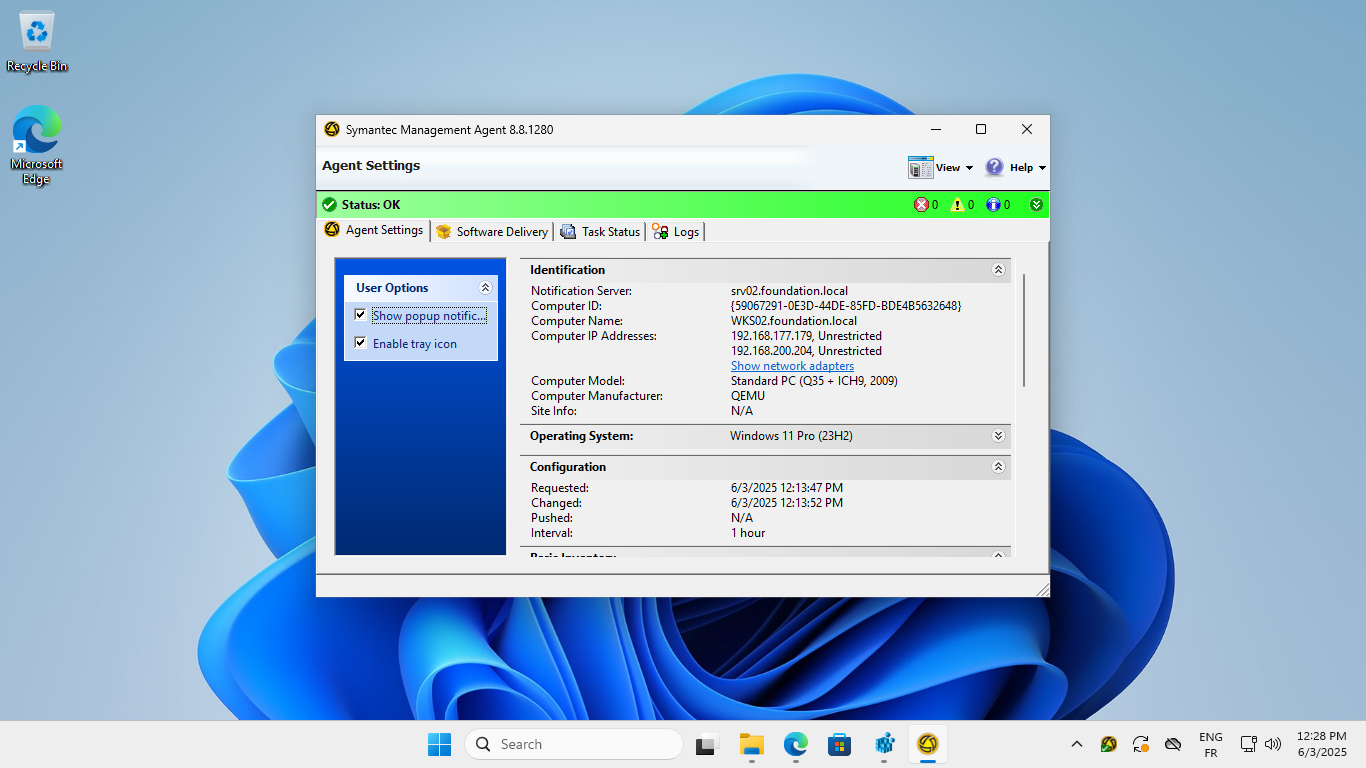 Recycle Bin
Microsoft
Edge
Symantec Management Agent 8.8.1280
Agent Settings
View
Help
Status: OK
0
0
0
Agent Settings
Software Delivery
Task Status
Logs
User Options
Show popup notific...
Enable tray icon
Identification
Notification Server: srv02.foundation.local
Computer ID: {59067291-0E3D-44DE-85FD-BDE4B5632648}
Computer Name: WKS02.foundation.local
Computer IP Addresses: 192.168.177.179, Unrestricted
192.168.200.204, Unrestricted
Show network adapters
Computer Model: Standard PC (Q35 + ICH9, 2009)
Computer Manufacturer: QEMU
Site Info: N/A
Operating System: Windows 11 Pro (23H2)
Configuration
Requested: 6/3/2025 12:13:47 PM
Changed: 6/3/2025 12:13:52 PM
Pushed: N/A
Interval: 1 hour
Basic Inventory
Search
ENG
FR
12:28 PM
6/3/2025